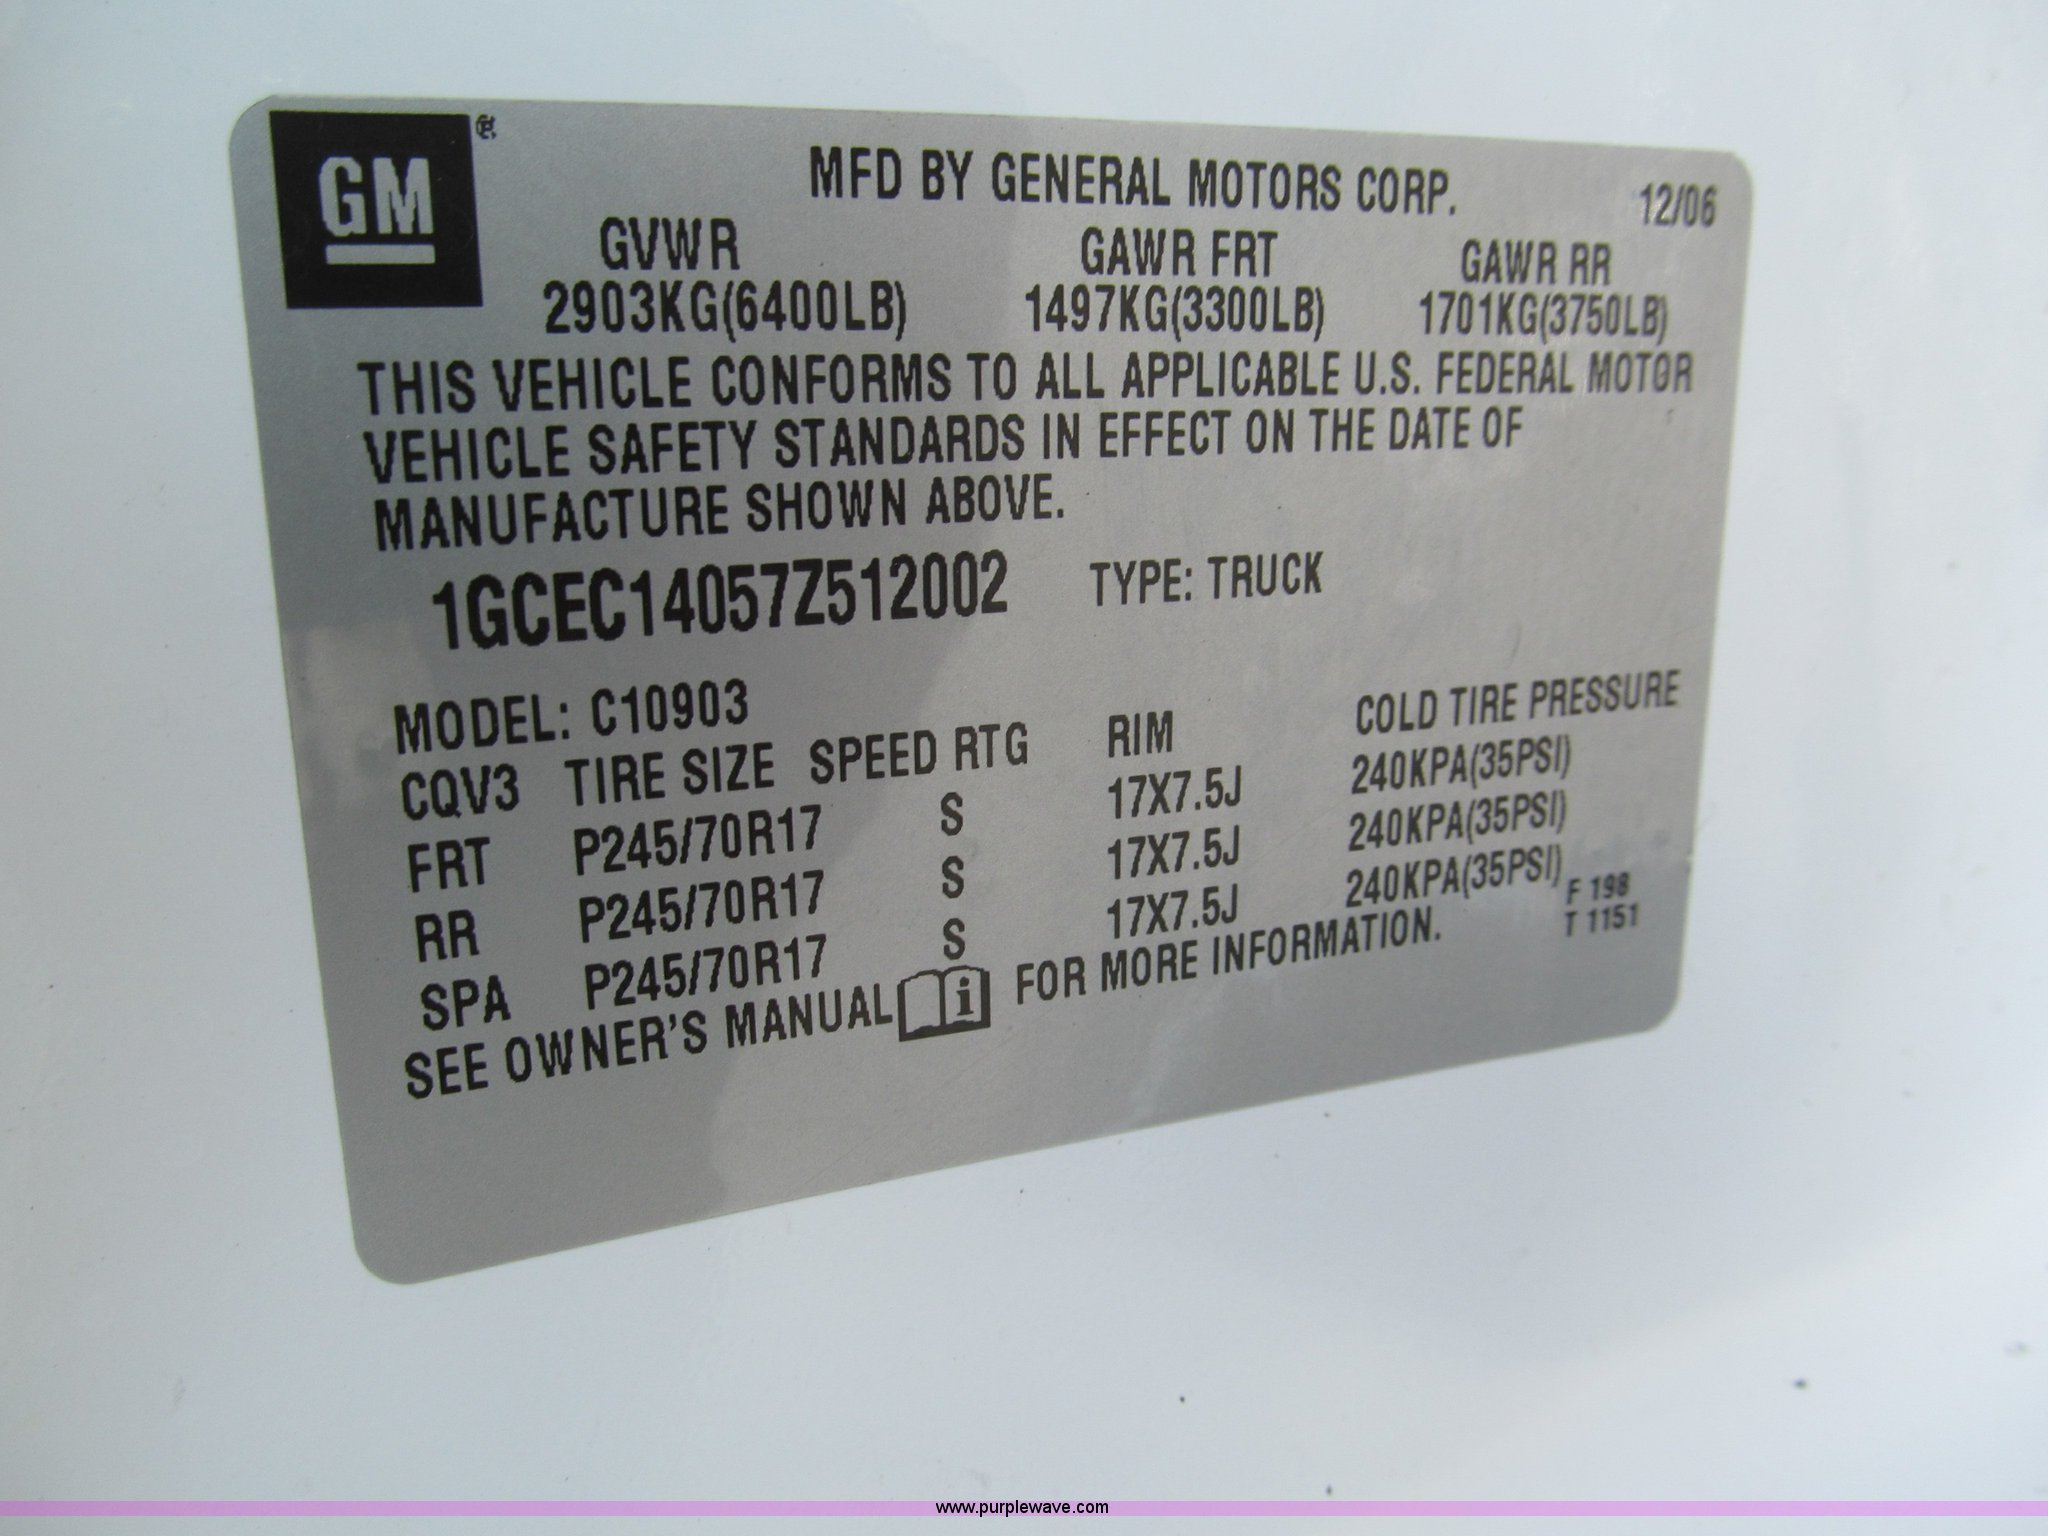 GM®
MFD BY GENERAL MOTORS CORP. 12/06
GVWR GAWR FRT GAWR RR
2903KG(6400LB) 1497KG(3300LB) 1701KG(3750LB)
THIS VEHICLE CONFORMS TO ALL APPLICABLE U.S. FEDERAL MOTOR
VEHICLE SAFETY STANDARDS IN EFFECT ON THE DATE OF
MANUFACTURE SHOWN ABOVE.
1GCEC14057Z512002 TYPE: TRUCK
MODEL: C10903
CQV3 TIRE SIZE SPEED RTG RIM COLD TIRE PRESSURE
FRT P245/70R17 S 17X7.5J 240KPA(35PSI)
RR P245/70R17 S 17X7.5J 240KPA(35PSI)
SPA P245/70R17 S 17X7.5J 240KPA(35PSI)
SEE OWNER'S MANUAL i FOR MORE INFORMATION.
F 198
T 1151
www.purplewave.com